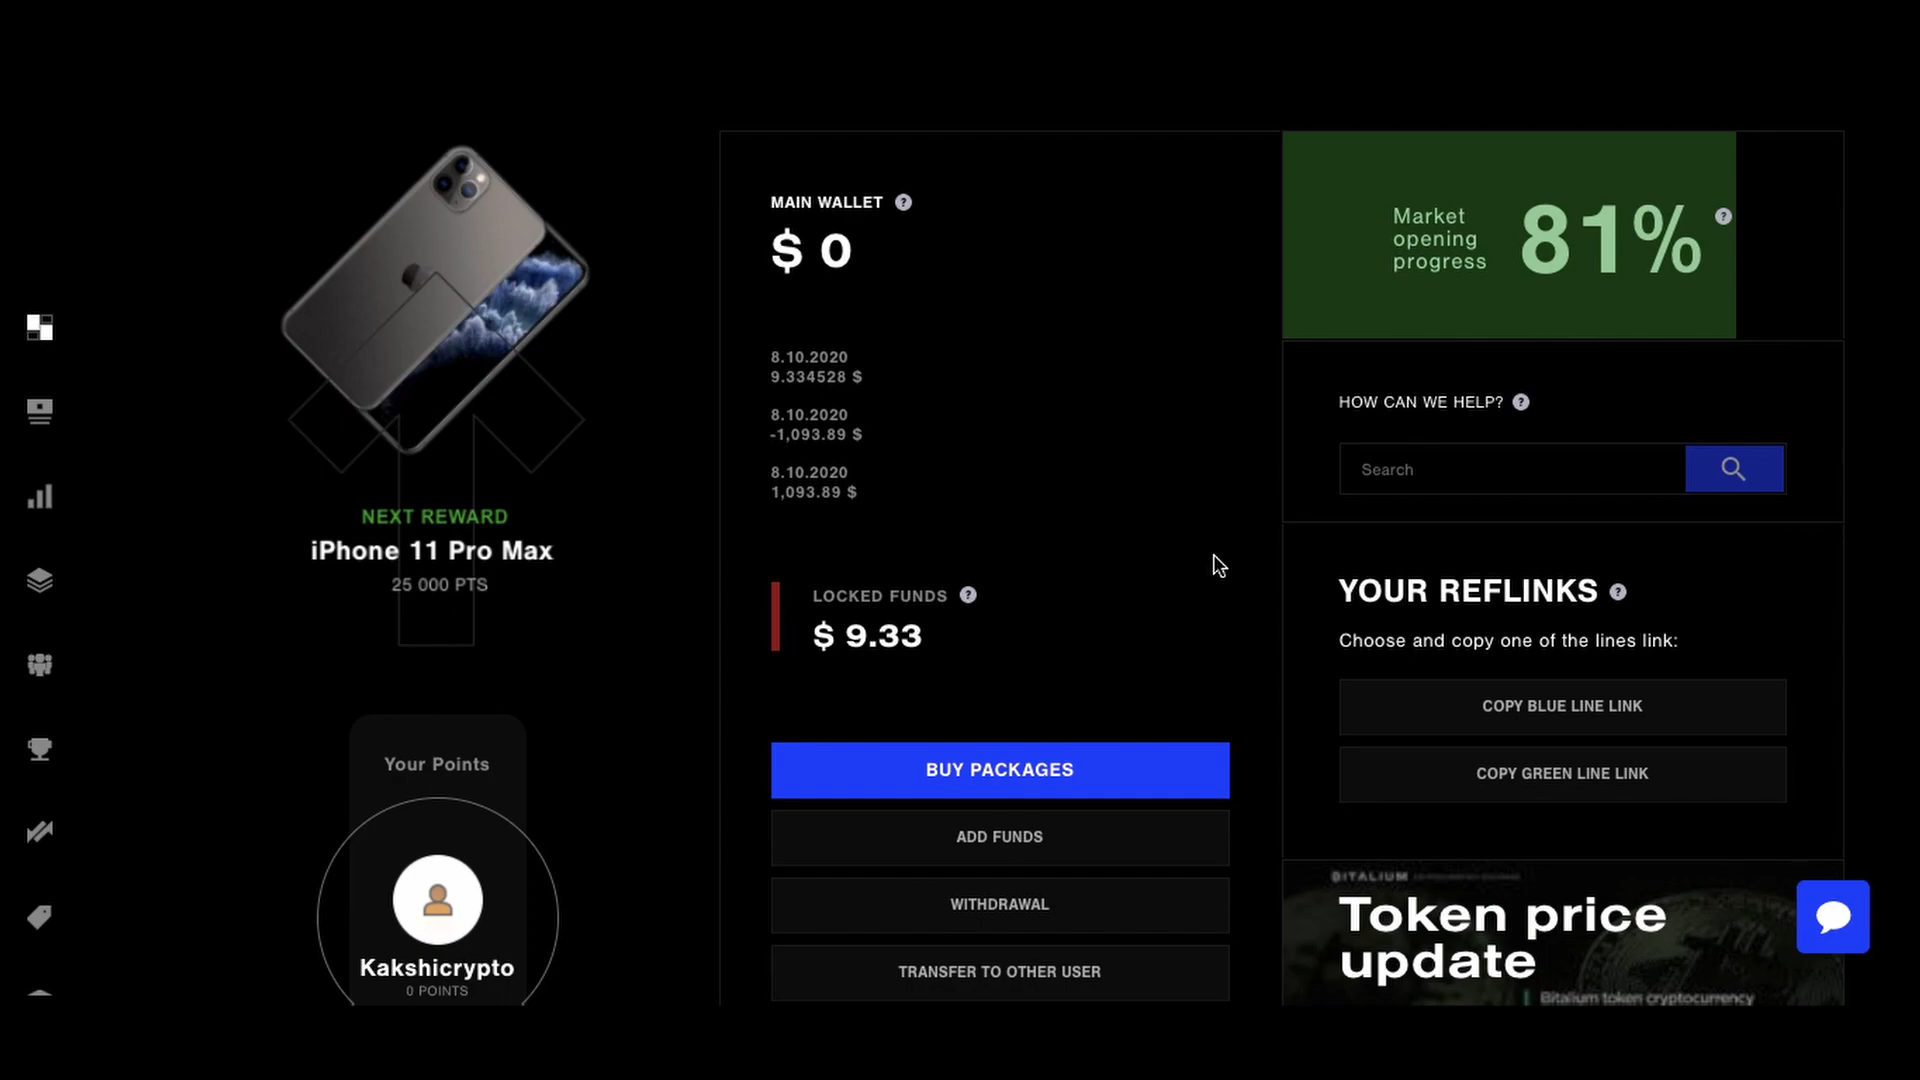 NEXT REWARD
iPhone 11 Pro Max
25 000 PTS
Your Points
Kakshicrypto
0 POINTS
MAIN WALLET ?
$ 0
8.10.2020
9.334528 $
8.10.2020
-1,093.89 $
8.10.2020
1,093.89 $
LOCKED FUNDS ?
$ 9.33
BUY PACKAGES
ADD FUNDS
WITHDRAWAL
TRANSFER TO OTHER USER
Market
opening
progress
81% ?
HOW CAN WE HELP? ?
Search
YOUR REFLINKS ?
Choose and copy one of the lines link:
COPY BLUE LINE LINK
COPY GREEN LINE LINK
BITALIUM
Token price
update
Bitalium token cryptocurrency